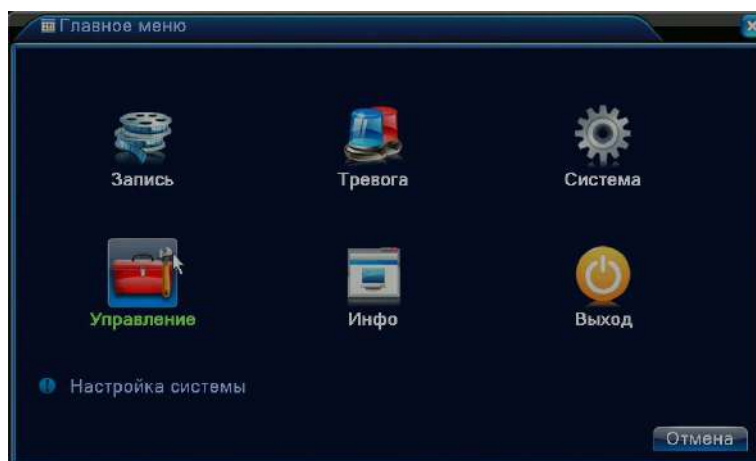 Главное меню
Запись
Тревога
Система
Управление
Инфо
Выход
Настройка системы
Отмена